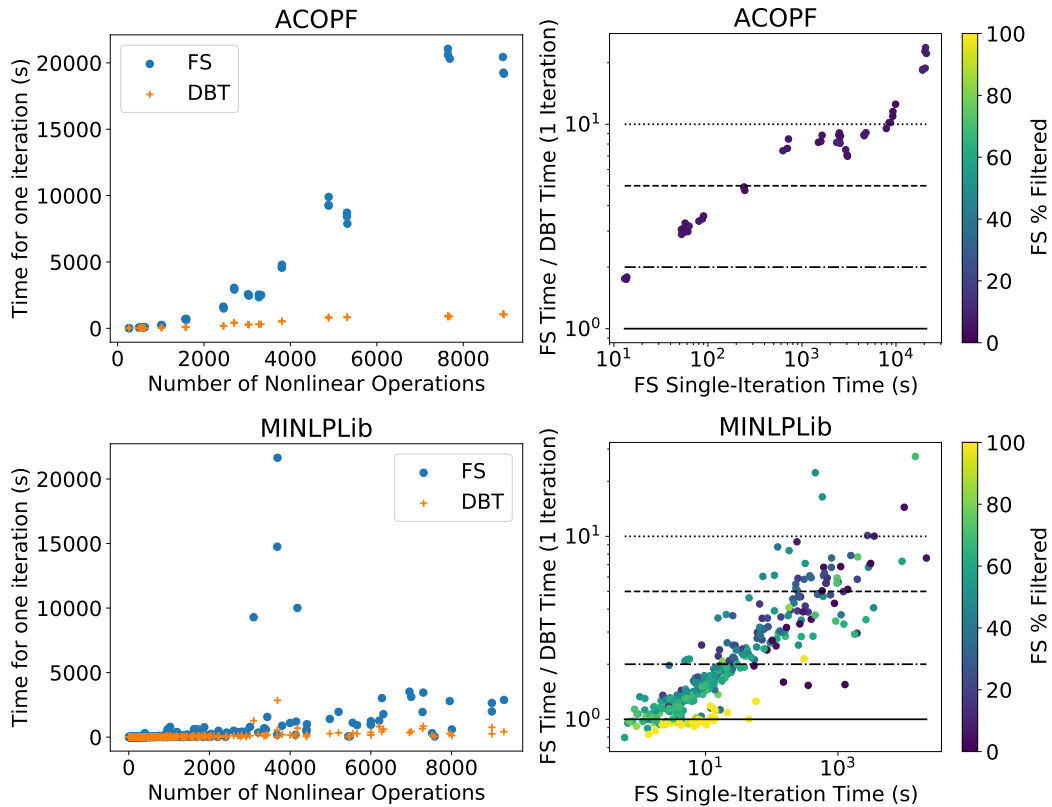 ACOPF
Time for one iteration (s)
20000
15000
10000
5000
0
FS
DBT
0 2000 4000 6000 8000
Number of Nonlinear Operations
ACOPF
FS Time / DBT Time (1 Iteration)
10^1
10^0
10^1 10^2 10^3 10^4
FS Single-Iteration Time (s)
100
80
60
40
20
0
FS % Filtered
MINLPLib
Time for one iteration (s)
20000
15000
10000
5000
0
FS
DBT
0 2000 4000 6000 8000
Number of Nonlinear Operations
MINLPLib
FS Time / DBT Time (1 Iteration)
10^1
10^0
10^1 10^3
FS Single-Iteration Time (s)
100
80
60
40
20
0
FS % Filtered